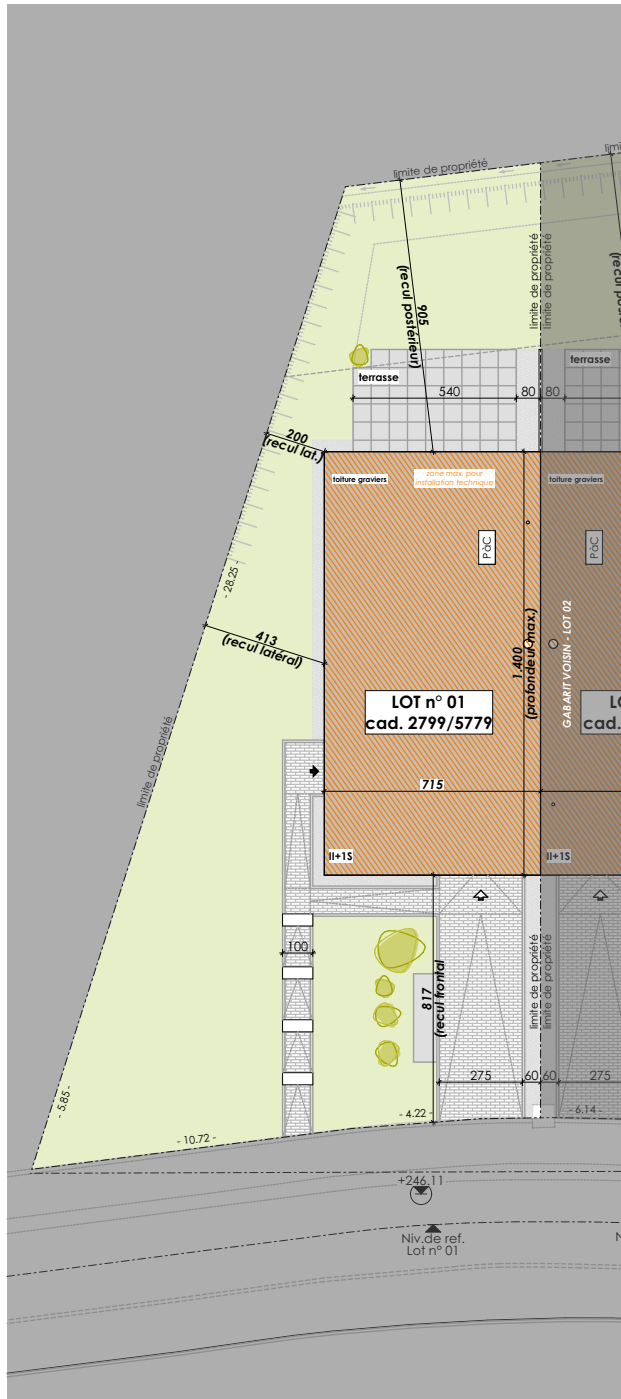 limite de propriété
limi
limite de propriété
limite de propriété
905
(recul postérieur)
(recul po
terrasse
terrasse
540
80
80
200
(recul lat.)
toiture graviers
zone max. pour
installation technique
toiture graviers
PàC
PàC
- 28.25 -
413
(recul latéral)
1.400
(profondeur max.)
GABARIT VOISIN - LOT 02
LOT n° 01
cad. 2799/5779
LO
cad.
limite de propriété
715
II+1S
II+1S
100
817
(recul frontal
limite de propriété
limite de propriété
275
60
60
275
- 5.85 -
- 10.72 -
- 4.22 -
- 6.14 -
+246.11
Niv.de ref.
Lot n° 01
N